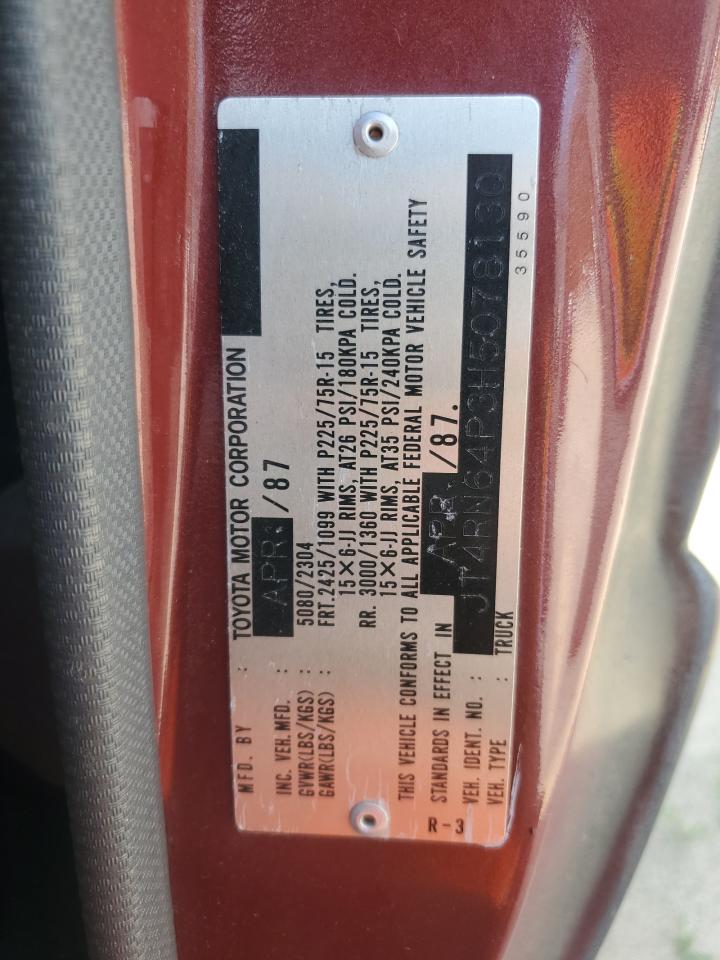 MFD. BY : TOYOTA MOTOR CORPORATION
INC. VEH. MFD. : APR. /87
GVWR(LBS/KGS) : 5080/2304
GAWR(LBS/KGS) : FRT. 2425/1099 WITH P225/75R-15 TIRES,
15×6-JJ RIMS, AT26 PSI/180KPA COLD.
RR. 3000/1360 WITH P225/75R-15 TIRES,
15×6-JJ RIMS, AT35 PSI/240KPA COLD.
THIS VEHICLE CONFORMS TO ALL APPLICABLE FEDERAL MOTOR VEHICLE SAFETY
STANDARDS IN EFFECT IN APR. /87.
VEH. IDENT. NO. : JT4RN64P3H5078130
VEH. TYPE : TRUCK
R-3
35590